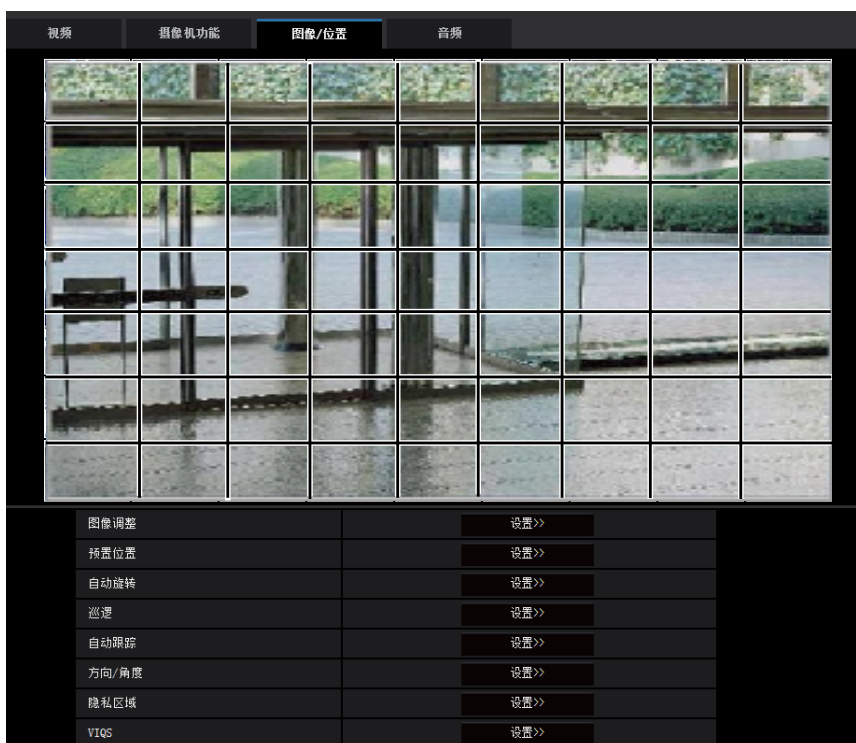 视频 摄像机功能 图像/位置 音频
图像调整 设置>>
预置位置 设置>>
自动旋转 设置>>
巡逻 设置>>
自动跟踪 设置>>
方向/角度 设置>>
隐私区域 设置>>
VIQS 设置>>